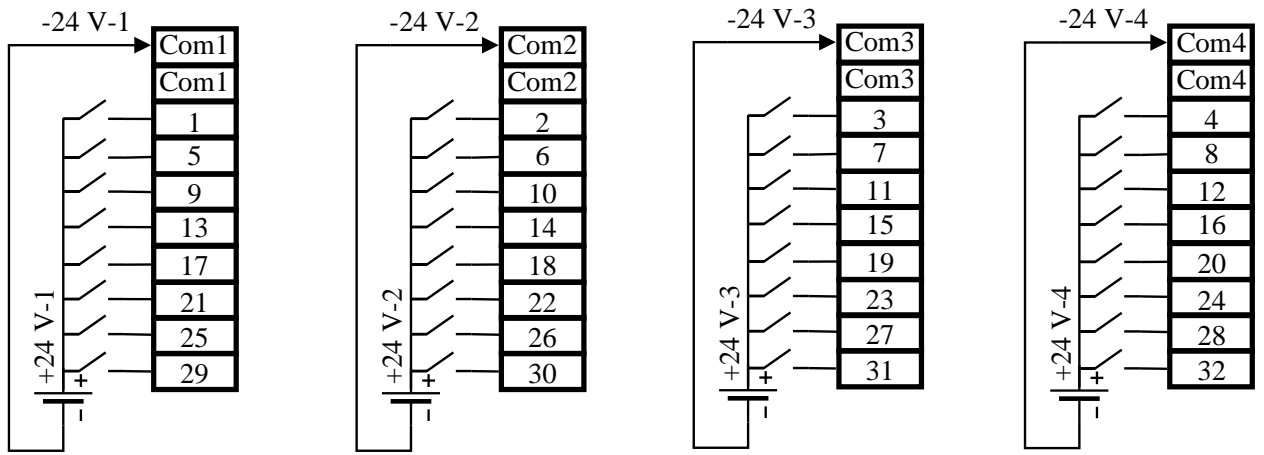 -24 V-1
Com1
Com1
1
5
9
13
17
21
25
29
+24 V-1
+
−
-24 V-2
Com2
Com2
2
6
10
14
18
22
26
30
+24 V-2
+
−
-24 V-3
Com3
Com3
3
7
11
15
19
23
27
31
+24 V-3
+
−
-24 V-4
Com4
Com4
4
8
12
16
20
24
28
32
+24 V-4
+
−